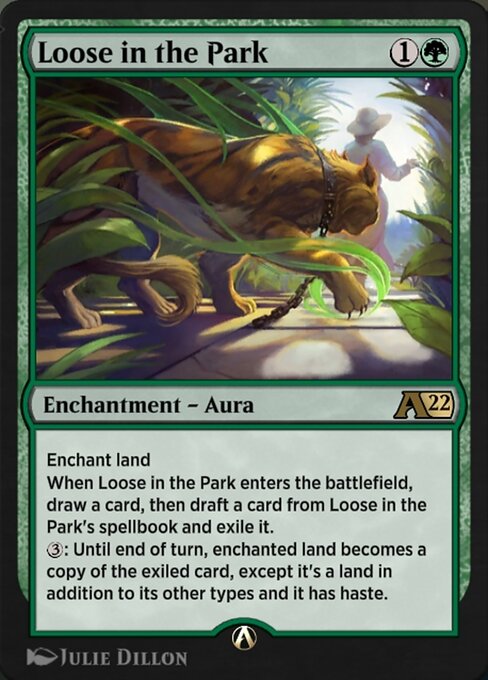 Loose in the Park 1
Enchantment – Aura A22
Enchant land
When Loose in the Park enters the battlefield,
draw a card, then draft a card from Loose in the
Park's spellbook and exile it.
3: Until end of turn, enchanted land becomes a
copy of the exiled card, except it's a land in
addition to its other types and it has haste.
Julie Dillon